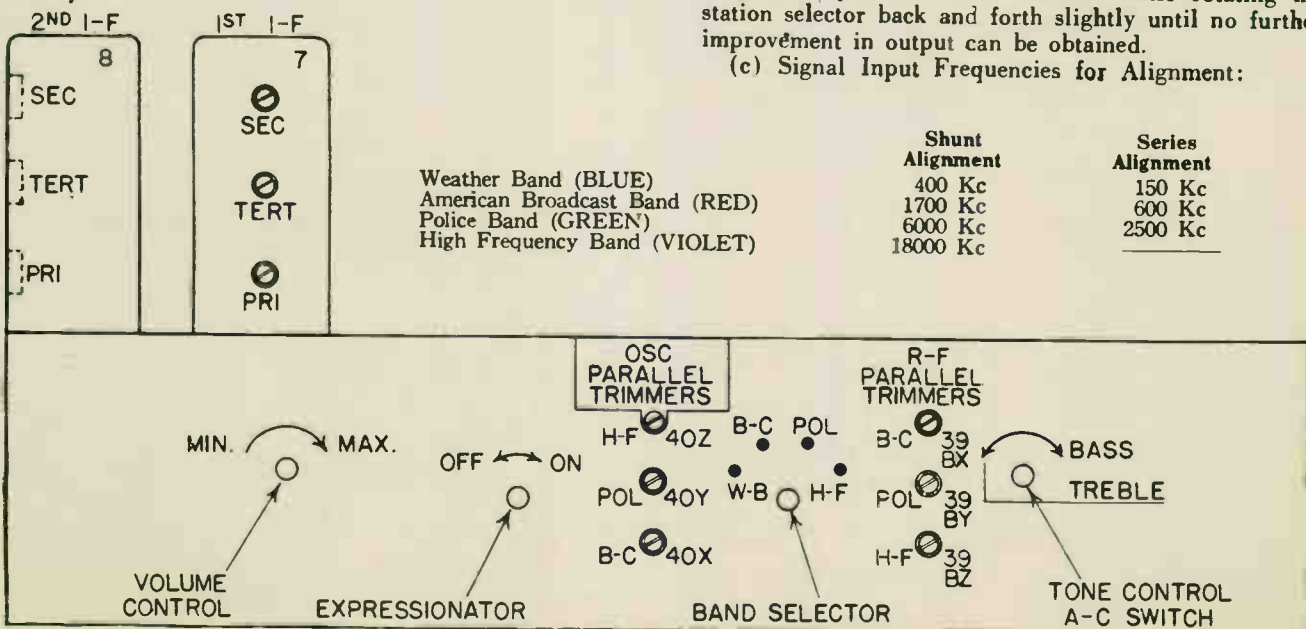 station selector back and forth slightly until no
improvement in output can be obtained.
(c) Signal Input Frequencies for Alignment:
2ND I-F
8
SEC
TERT
PRI
1ST I-F
7
SEC
TERT
PRI
Shunt Alignment Series Alignment
Weather Band (BLUE) 400 Kc 150 Kc
American Broadcast Band (RED) 1700 Kc 600 Kc
Police Band (GREEN) 6000 Kc 2500 Kc
High Frequency Band (VIOLET) 18000 Kc
OSC
PARALLEL
TRIMMERS
H-F 40Z
POL 40Y
B-C 40X
R-F
PARALLEL
TRIMMERS
B-C 39 BX
POL 39 BY
H-F 39 BZ
MIN. MAX.
OFF ON
B-C POL
W-B H-F
BASS
TREBLE
VOLUME
CONTROL
EXPRESSIONATOR
BAND SELECTOR
TONE CONTROL
A-C SWITCH